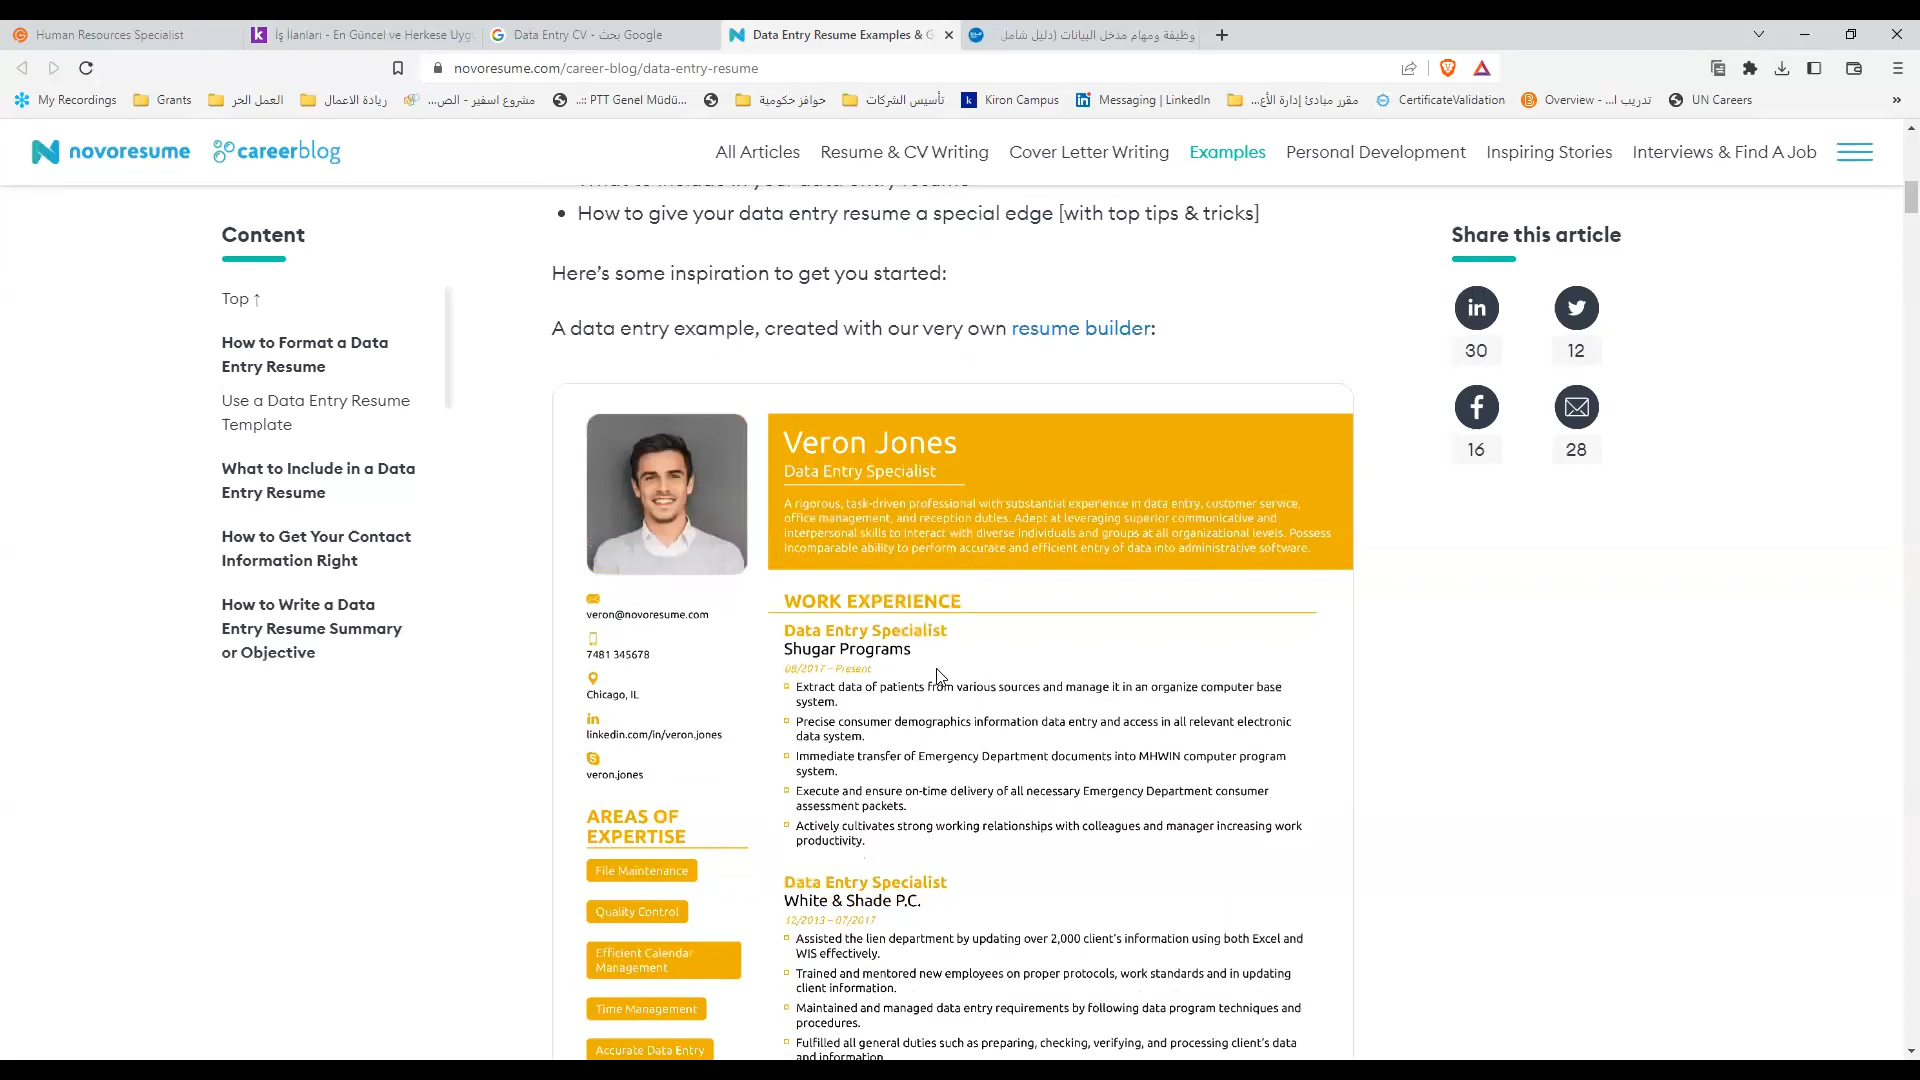 Human Resources Specialist
İş İlanları - En Güncel ve Herkese Uyg
Data Entry CV - بحث Google
Data Entry Resume Examples & G
وظيفة ومهام مدخل البيانات (دليل شامل
novoresume.com/career-blog/data-entry-resume
My Recordings
Grants
العمل الحر
ريادة الاعمال
مشروع اسفير - الص...
::. PTT Genel Müdü...
حوافز حكومية
تأسيس الشركات
Kiron Campus
Messaging | LinkedIn
مقرر مبادئ إدارة الأع...
CertificateValidation
Overview - تدريب ا...
UN Careers
novoresume
careerblog
All Articles
Resume & CV Writing
Cover Letter Writing
Examples
Personal Development
Inspiring Stories
Interviews & Find A Job
What to include in your data entry resume
How to give your data entry resume a special edge [with top tips & tricks]
Here's some inspiration to get you started:
A data entry example, created with our very own resume builder:
Content
Top ↑
How to Format a Data
Entry Resume
Use a Data Entry Resume
Template
What to Include in a Data
Entry Resume
How to Get Your Contact
Information Right
How to Write a Data
Entry Resume Summary
or Objective
Share this article
30
12
16
28
Veron Jones
Data Entry Specialist
A rigorous, task-driven professional with substantial experience in data entry, customer service,
office management, and reception duties. Adept at leveraging superior communicative and
interpersonal skills to interact with diverse individuals and groups at all organizational levels. Possess
incomparable ability to perform accurate and efficient entry of data into administrative software.
veron@novoresume.com
7481 345678
Chicago, IL
linkedin.com/in/veron.jones
veron.jones
AREAS OF
EXPERTISE
File Maintenance
Quality Control
Efficient Calendar
Management
Time Management
Accurate Data Entry
WORK EXPERIENCE
Data Entry Specialist
Shugar Programs
08/2017 – Present
Extract data of patients from various sources and manage it in an organize computer base
system.
Precise consumer demographics information data entry and access in all relevant electronic
data system.
Immediate transfer of Emergency Department documents into MHWIN computer program
system.
Execute and ensure on-time delivery of all necessary Emergency Department consumer
assessment packets.
Actively cultivates strong working relationships with colleagues and manager increasing work
productivity.
Data Entry Specialist
White & Shade P.C.
12/2013 – 07/2017
Assisted the lien department by updating over 2,000 client's information using both Excel and
WIS effectively.
Trained and mentored new employees on proper protocols, work standards and in updating
client information.
Maintained and managed data entry requirements by following data program techniques and
procedures.
Fulfilled all general duties such as preparing, checking, verifying, and processing client's data
and information.